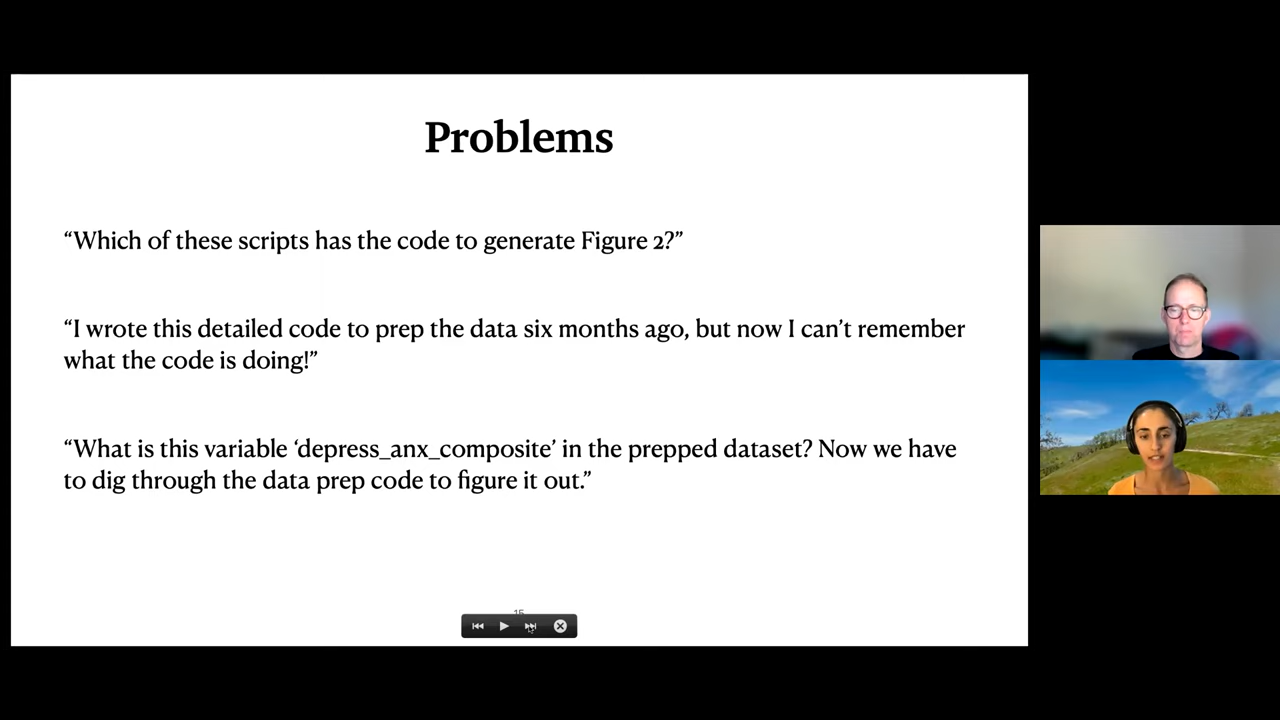 Problems
“Which of these scripts has the code to generate Figure 2?”
“I wrote this detailed code to prep the data six months ago, but now I can’t remember
what the code is doing!”
“What is this variable ‘depress_anx_composite’ in the prepped dataset? Now we have
to dig through the data prep code to figure it out.”
15